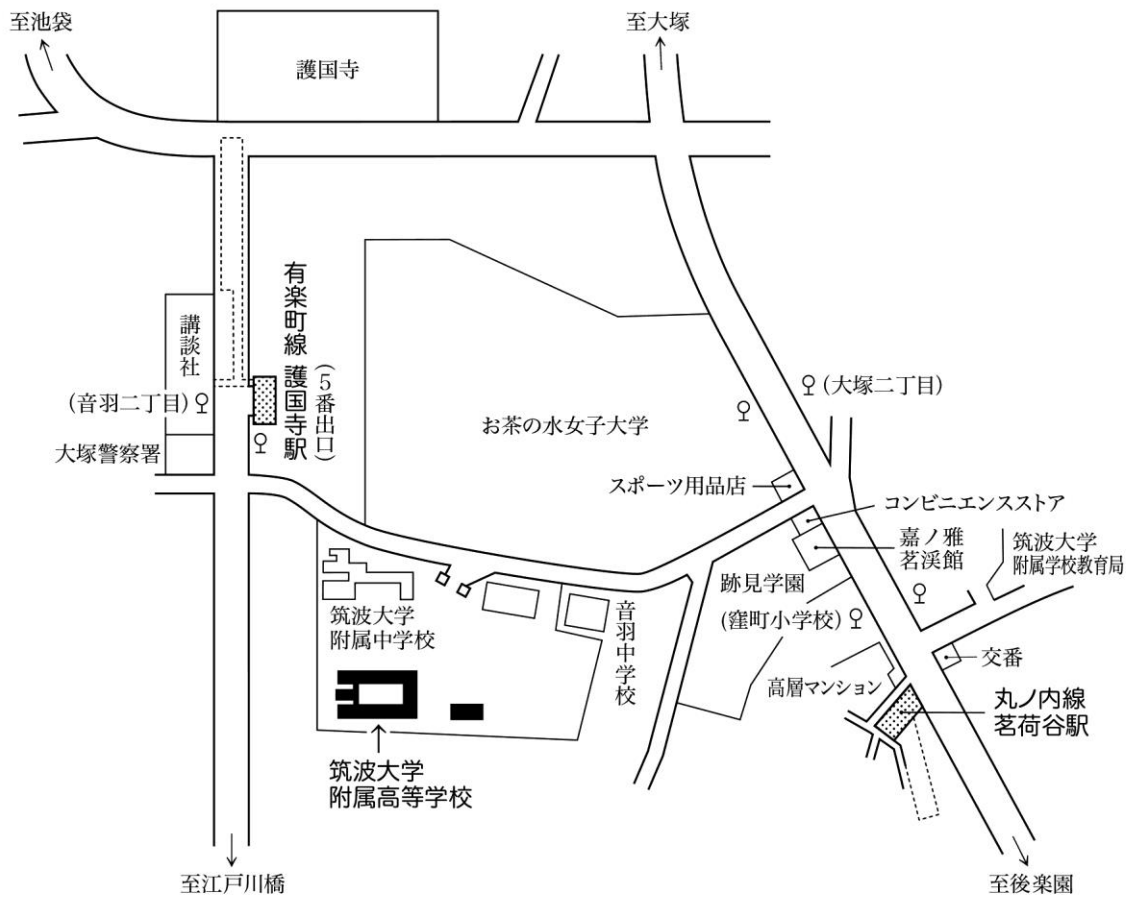 至池袋
至大塚
護国寺
有楽町線 護国寺駅
(5番出口)
講談社
(音羽二丁目)
大塚警察署
お茶の水女子大学
(大塚二丁目)
スポーツ用品店
コンビニエンスストア
嘉ノ雅
茗渓館
筑波大学
附属学校教育局
跡見学園
(窪町小学校)
筑波大学
附属中学校
音羽中学校
交番
高層マンション
丸ノ内線
茗荷谷駅
筑波大学
附属高等学校
至江戸川橋
至後楽園